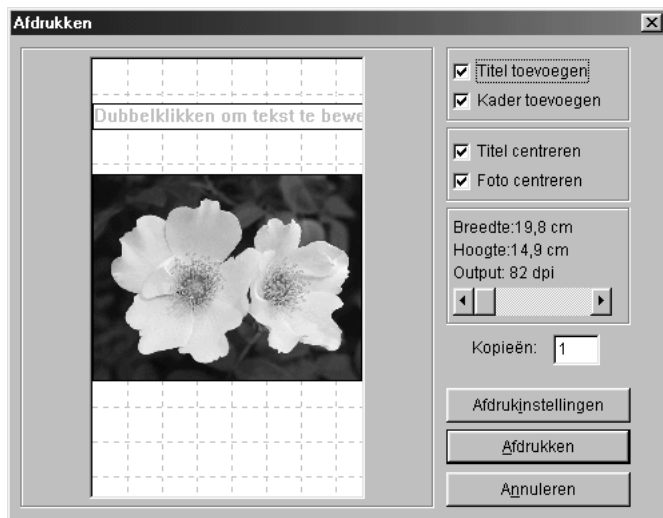 Afdrukken
Dubbelklikken om tekst te bewe
Titel toevoegen
Kader toevoegen
Titel centreren
Foto centreren
Breedte:19,8 cm
Hoogte:14,9 cm
Output: 82 dpi
Kopieën: 1
Afdrukinstellingen
Afdrukken
Annuleren